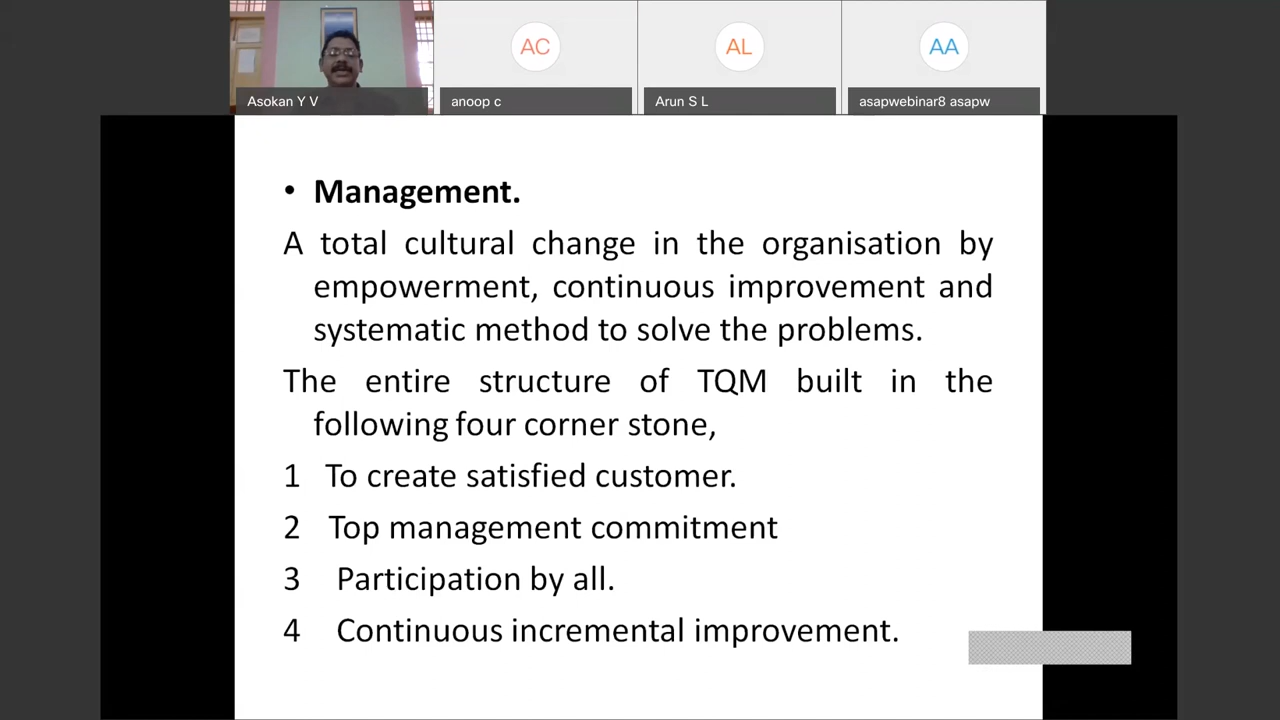 AC
AL
AA
Asokan Y V
anoop c
Arun S L
asapwebinar8 asapw
• Management.
A total cultural change in the organisation by
empowerment, continuous improvement and
systematic method to solve the problems.
The entire structure of TQM built in the
following four corner stone,
1 To create satisfied customer.
2 Top management commitment
3 Participation by all.
4 Continuous incremental improvement.